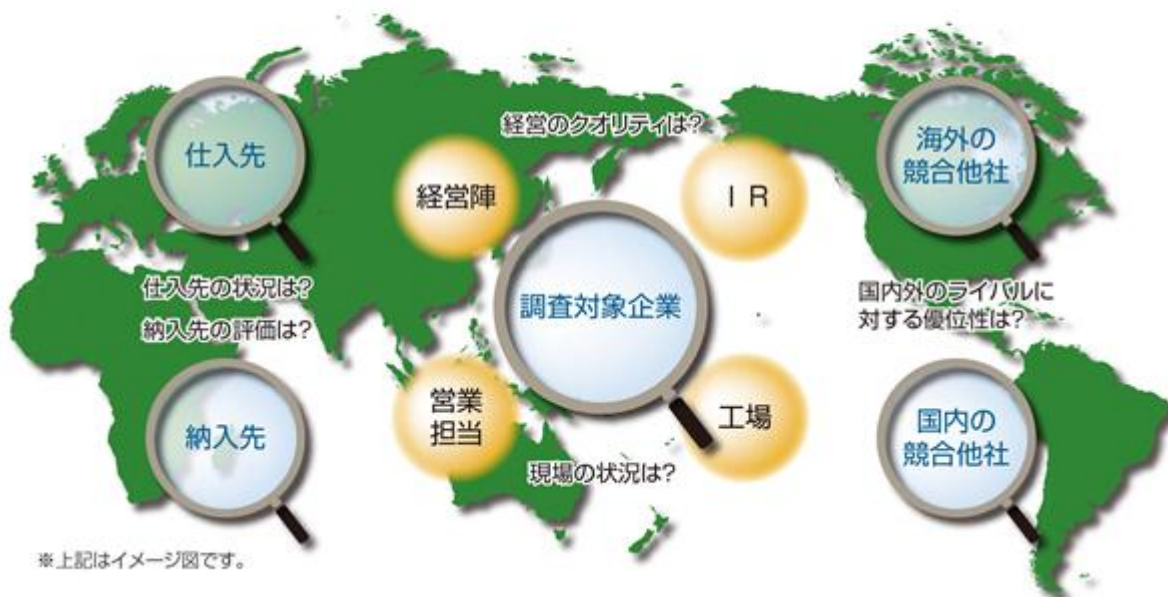 経営のクオリティは?
仕入先
経営陣
ＩＲ
海外の
競合他社
調査対象企業
仕入先の状況は?
納入先の評価は?
国内外のライバルに
対する優位性は?
納入先
営業
担当
工場
国内の
競合他社
現場の状況は?
※上記はイメージ図です。